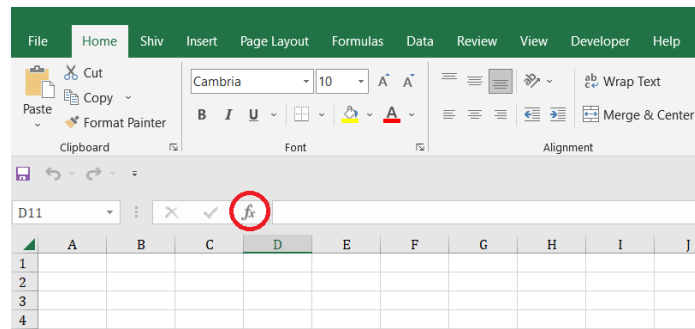 File Home Shiv Insert Page Layout Formulas Data Review View Developer Help
Cut
Cambria 10 A A ab Wrap Text
Paste Copy
Format Painter B I U A Merge & Center
Clipboard Font Alignment
D11 fx
A B C D E F G H I J
1
2
3
4